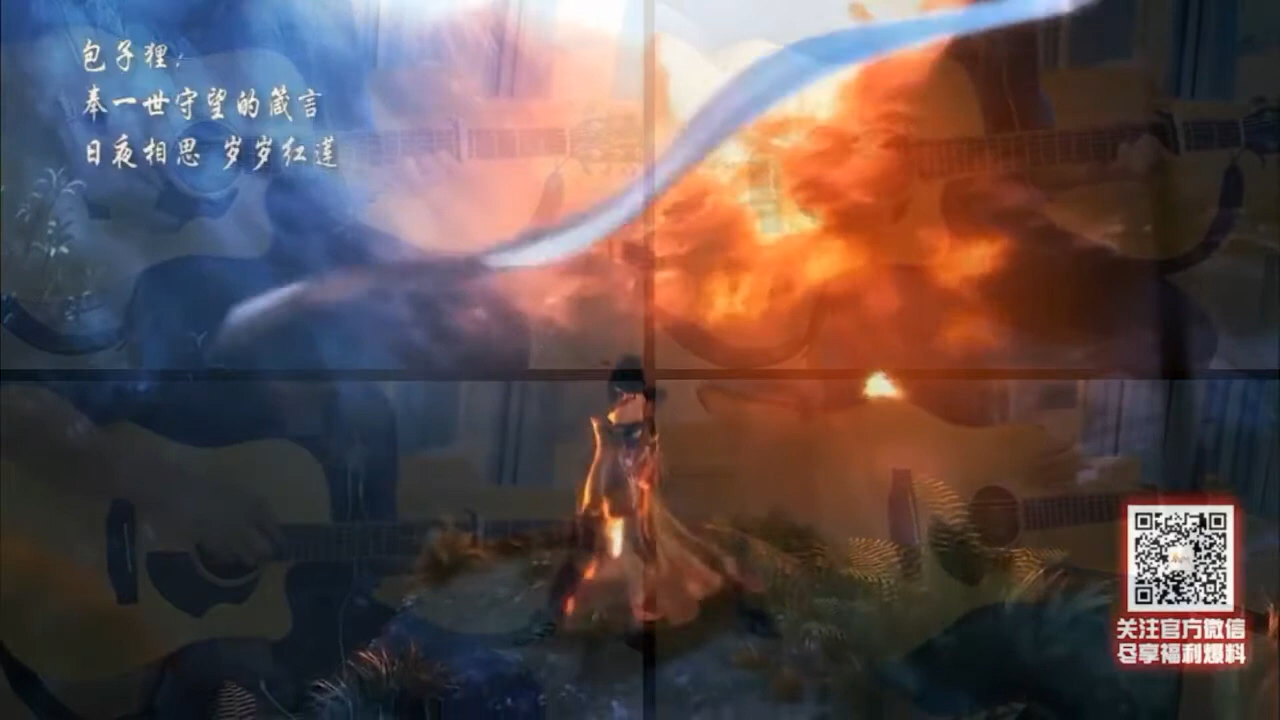 包子狸:
奉一世守望的箴言
日夜相思 岁岁红莲
关注官方微信
尽享福利爆料